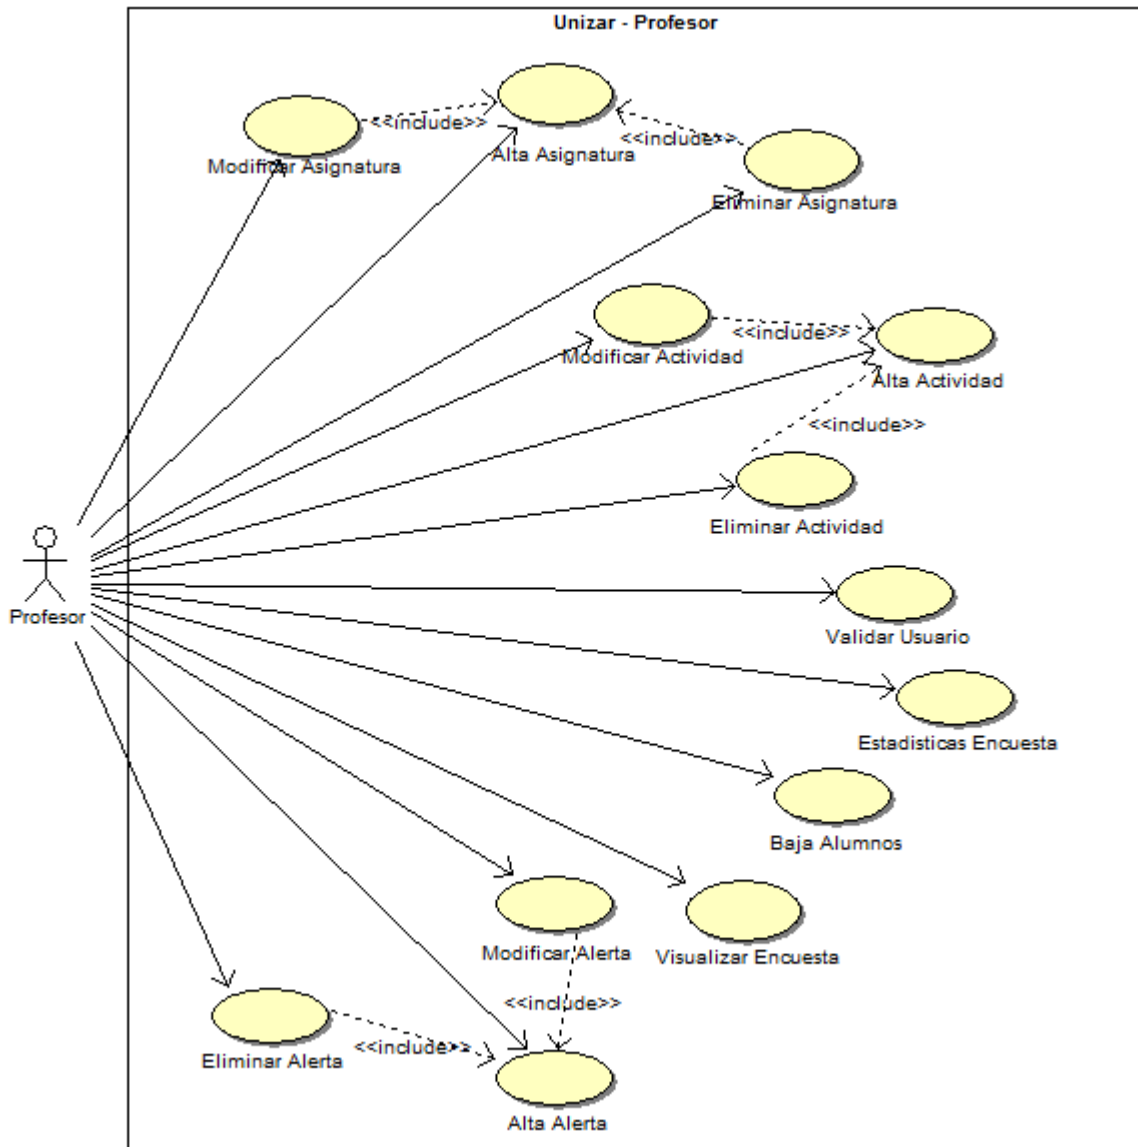 Unizar - Profesor
<<include>>
<<include>>
Alta Asignatura
Modificar Asignatura
Eliminar Asignatura
<<include>>
Modificar Actividad
Alta Actividad
<<include>>
Eliminar Actividad
Profesor
Validar Usuario
Estadisticas Encuesta
Baja Alumnos
Modificar Alerta
Visualizar Encuesta
<<include>>
<<include>>
Eliminar Alerta
Alta Alerta